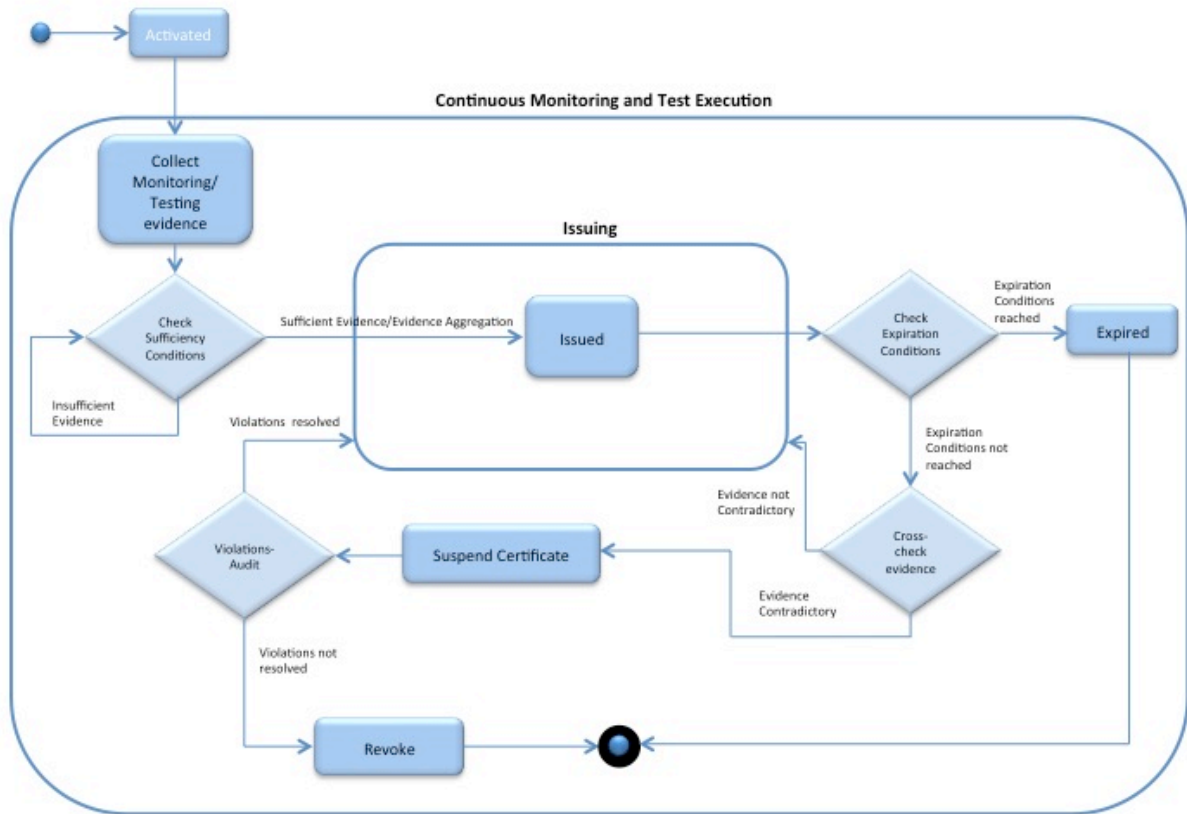 Activated
Continuous Monitoring and Test Execution
Collect
Monitoring/
Testing
evidence
Issuing
Check
Sufficiency
Conditions
Sufficient Evidence/Evidence Aggregation
Issued
Check
Expiration
Conditions
Expiration
Conditions
reached
Expired
Insufficient
Evidence
Violations resolved
Expiration
Conditions not
reached
Evidence not
Contradictory
Violations-
Audit
Suspend Certificate
Cross-
check
evidence
Evidence
Contradictory
Violations not
resolved
Revoke